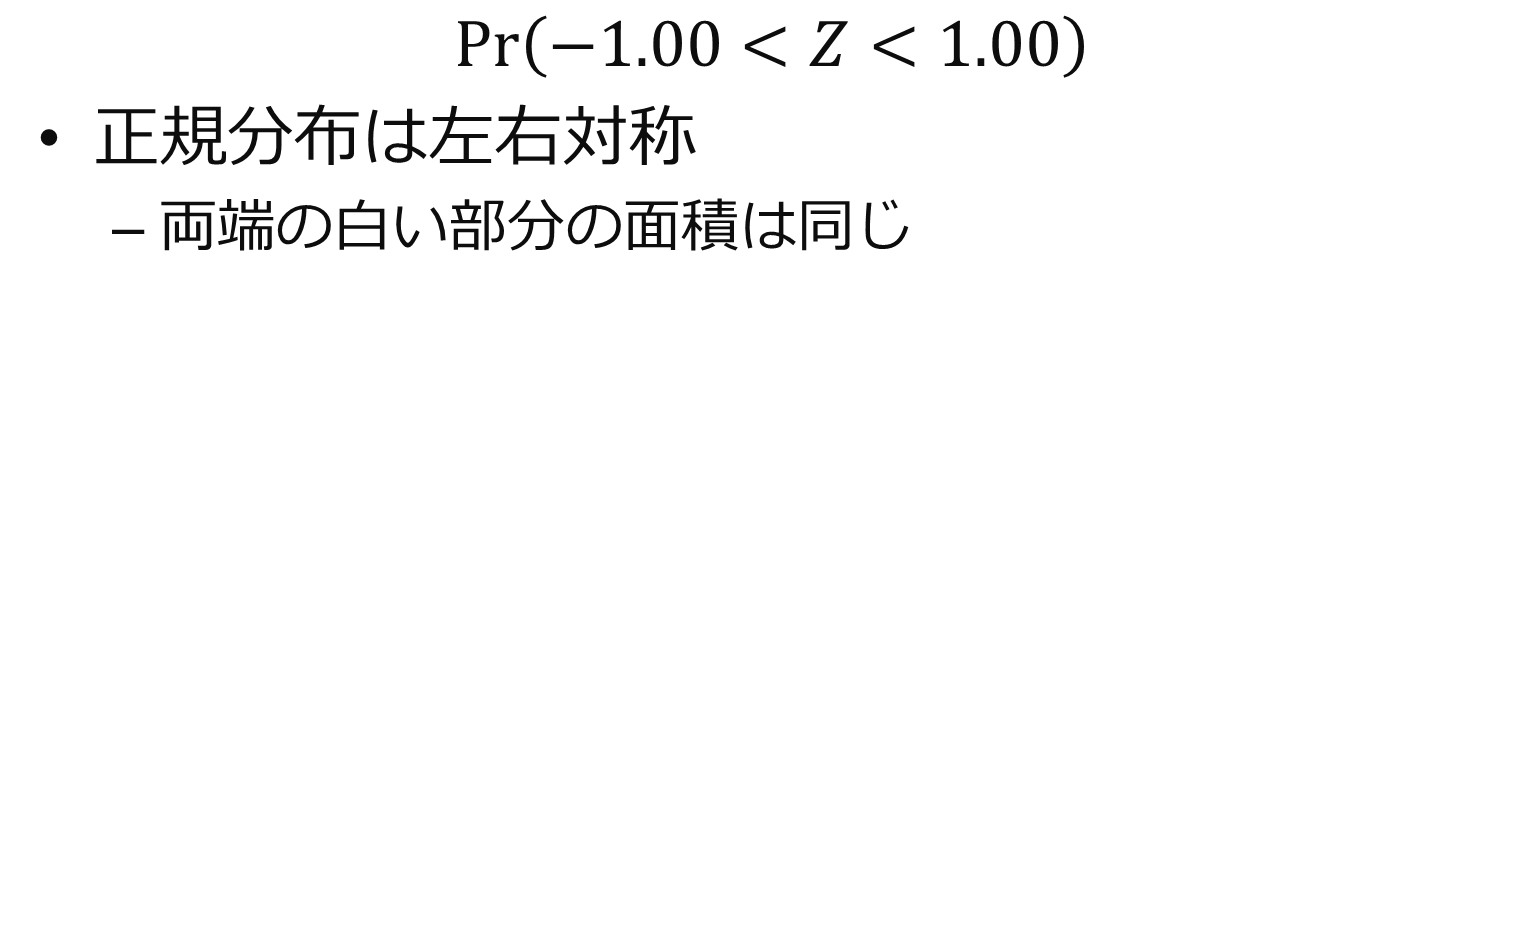 Pr(−1.00 < Z < 1.00)
• 正規分布は左右対称
– 両端の白い部分の面積は同じ